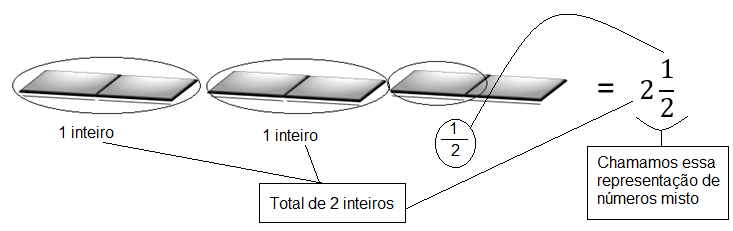 = 2 1/2
1 inteiro
1 inteiro
1/2
Total de 2 inteiros
Chamamos essa
representação de
números misto